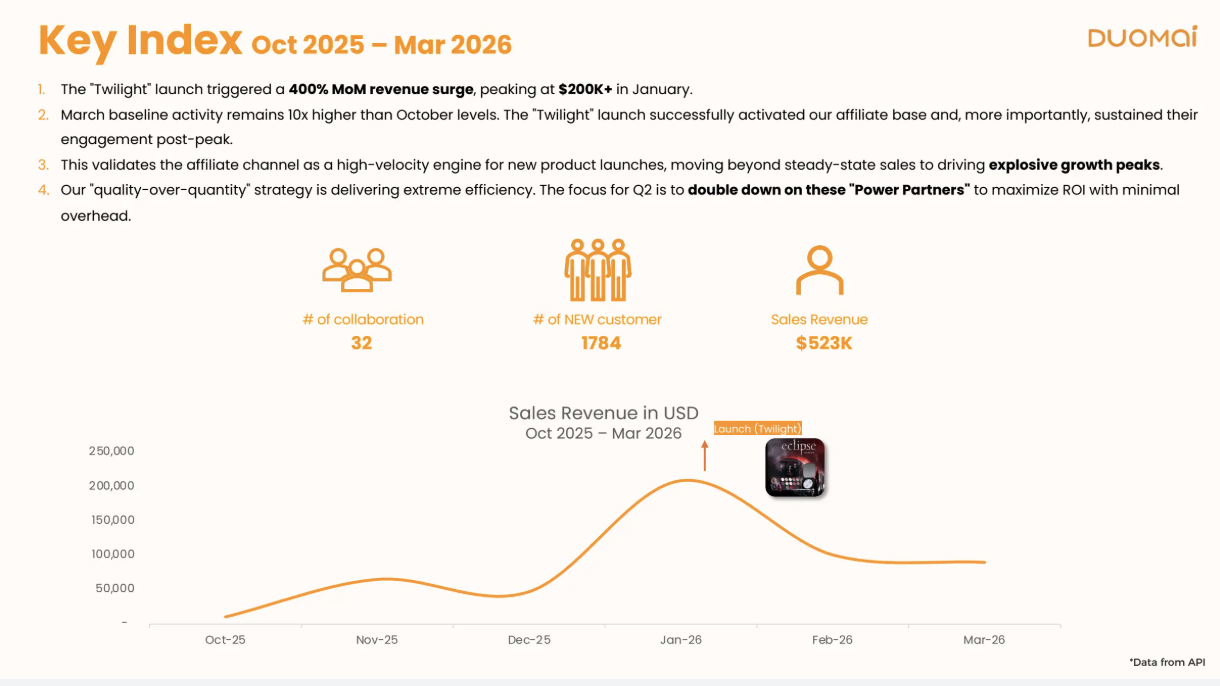 Key Index Oct 2025 – Mar 2026
DUOMai
1. The "Twilight" launch triggered a 400% MoM revenue surge, peaking at $200K+ in January.
2. March baseline activity remains 10x higher than October levels. The "Twilight" launch successfully activated our affiliate base and, more importantly, sustained their
engagement post-peak.
3. This validates the affiliate channel as a high-velocity engine for new product launches, moving beyond steady-state sales to driving explosive growth peaks.
4. Our "quality-over-quantity" strategy is delivering extreme efficiency. The focus for Q2 is to double down on these "Power Partners" to maximize ROI with minimal
overhead.
# of collaboration
32
# of NEW customer
1784
Sales Revenue
$523K
Sales Revenue in USD
Oct 2025 – Mar 2026
Launch (Twilight)
eclipse
250,000
200,000
150,000
100,000
50,000
-
Oct-25
Nov-25
Dec-25
Jan-26
Feb-26
Mar-26
*Data from API